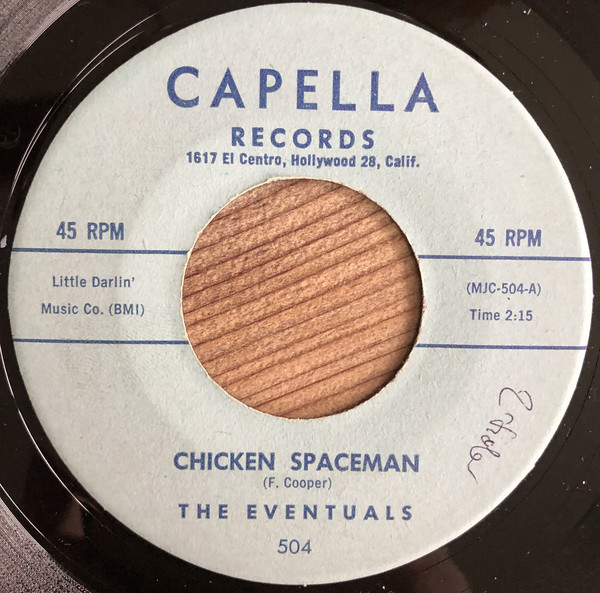 CAPELLA
RECORDS
1617 El Centro, Hollywood 28, Calif.
45 RPM
45 RPM
Little Darlin'
Music Co. (BMI)
(MJC-504-A)
Time 2:15
CHICKEN SPACEMAN
(F. Cooper)
THE EVENTUALS
504